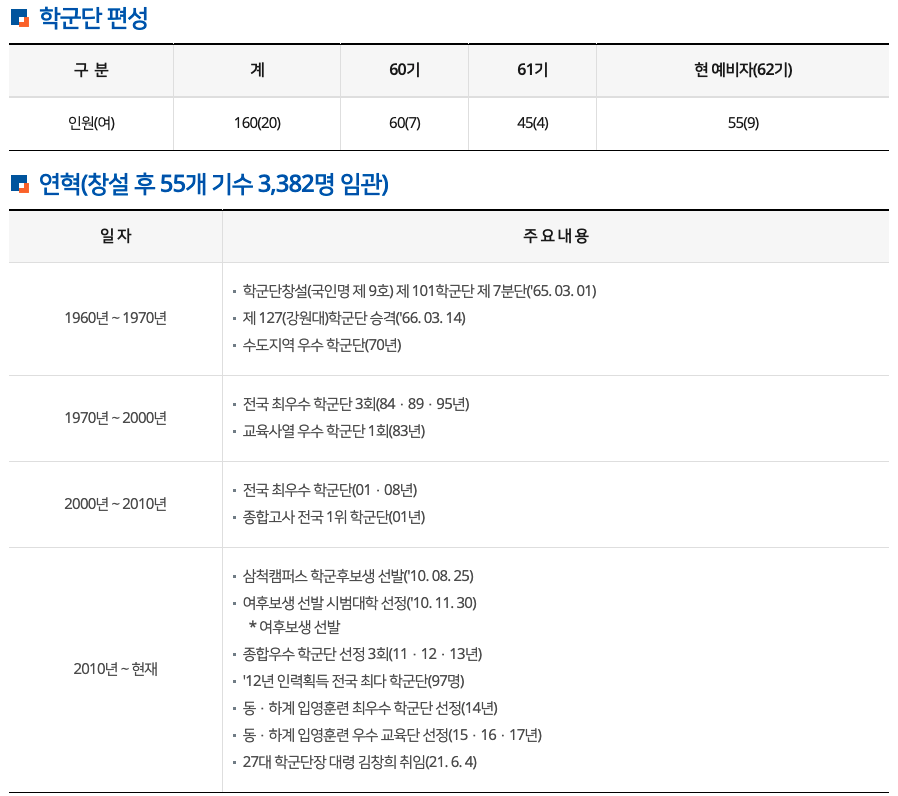 학군단 편성
구 분 계 60기 61기 현 예비자(62기)
인원(여) 160(20) 60(7) 45(4) 55(9)
연혁(창설 후 55개 기수 3,382명 임관)
일 자 주 요 내 용
1960년 ~ 1970년
학군단창설(국인명 제 9호) 제 101학군단 제 7분단('65. 03. 01)
제 127(강원대)학군단 승격('66. 03. 14)
수도지역 우수 학군단(70년)
1970년 ~ 2000년
전국 최우수 학군단 3회(84 · 89 · 95년)
교육사열 우수 학군단 1회(83년)
2000년 ~ 2010년
전국 최우수 학군단(01 · 08년)
종합고사 전국 1위 학군단(01년)
2010년 ~ 현재
삼척캠퍼스 학군후보생 선발('10. 08. 25)
여후보생 선발 시범대학 선정('10. 11. 30)
* 여후보생 선발
종합우수 학군단 선정 3회(11 · 12 · 13년)
'12년 인력획득 전국 최다 학군단(97명)
동 · 하계 입영훈련 최우수 학군단 선정(14년)
동 · 하계 입영훈련 우수 교육단 선정(15 · 16 · 17년)
27대 학군단장 대령 김창희 취임(21. 6. 4)